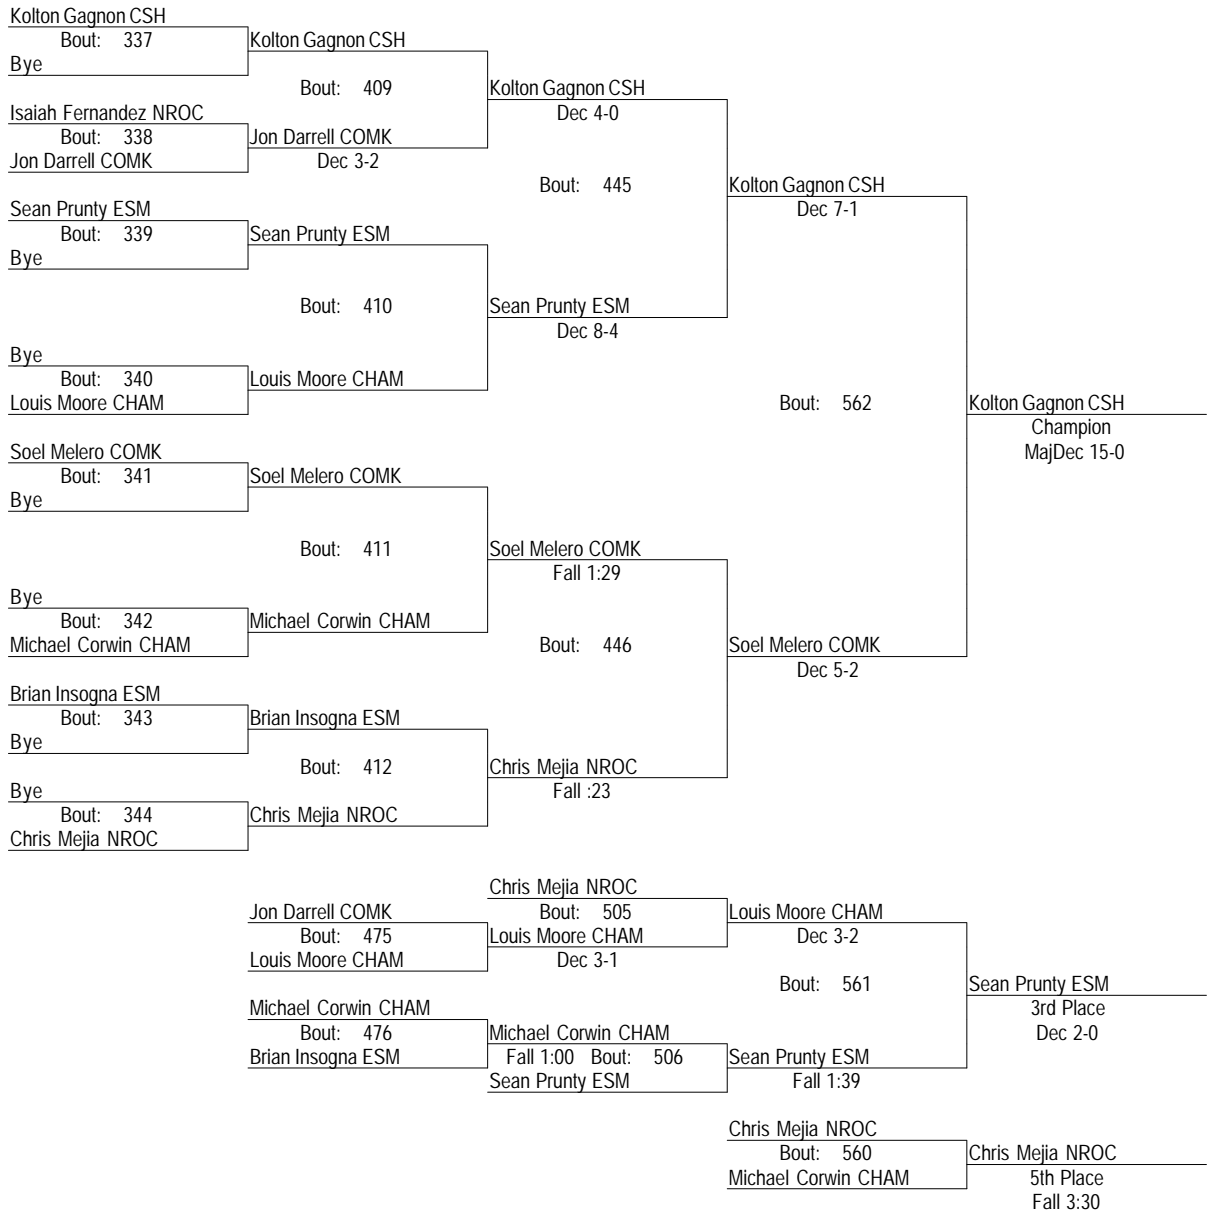 Kolton Gagnon CSH
Bout: 337
Kolton Gagnon CSH
Bye
Bout: 409
Kolton Gagnon CSH
Isaiah Fernandez NROC
Dec 4-0
Bout: 338
Jon Darrell COMK
Jon Darrell COMK
Dec 3-2
Bout: 445
Kolton Gagnon CSH
Sean Prunty ESM
Dec 7-1
Bout: 339
Sean Prunty ESM
Bye
Bout: 410
Sean Prunty ESM
Dec 8-4
Bye
Bout: 340
Louis Moore CHAM
Louis Moore CHAM
Bout: 562
Kolton Gagnon CSH
Champion
Soel Melero COMK
MajDec 15-0
Bout: 341
Soel Melero COMK
Bye
Bout: 411
Soel Melero COMK
Fall 1:29
Bye
Bout: 342
Michael Corwin CHAM
Michael Corwin CHAM
Bout: 446
Soel Melero COMK
Dec 5-2
Brian Insogna ESM
Bout: 343
Brian Insogna ESM
Bye
Bout: 412
Chris Mejia NROC
Bye
Fall :23
Bout: 344
Chris Mejia NROC
Chris Mejia NROC
Chris Mejia NROC
Jon Darrell COMK
Bout: 505
Louis Moore CHAM
Bout: 475
Louis Moore CHAM
Dec 3-2
Louis Moore CHAM
Dec 3-1
Bout: 561
Sean Prunty ESM
Michael Corwin CHAM
3rd Place
Bout: 476
Michael Corwin CHAM
Dec 2-0
Brian Insogna ESM
Fall 1:00 Bout: 506
Sean Prunty ESM
Sean Prunty ESM
Fall 1:39
Chris Mejia NROC
Bout: 560
Chris Mejia NROC
Michael Corwin CHAM
5th Place
Fall 3:30